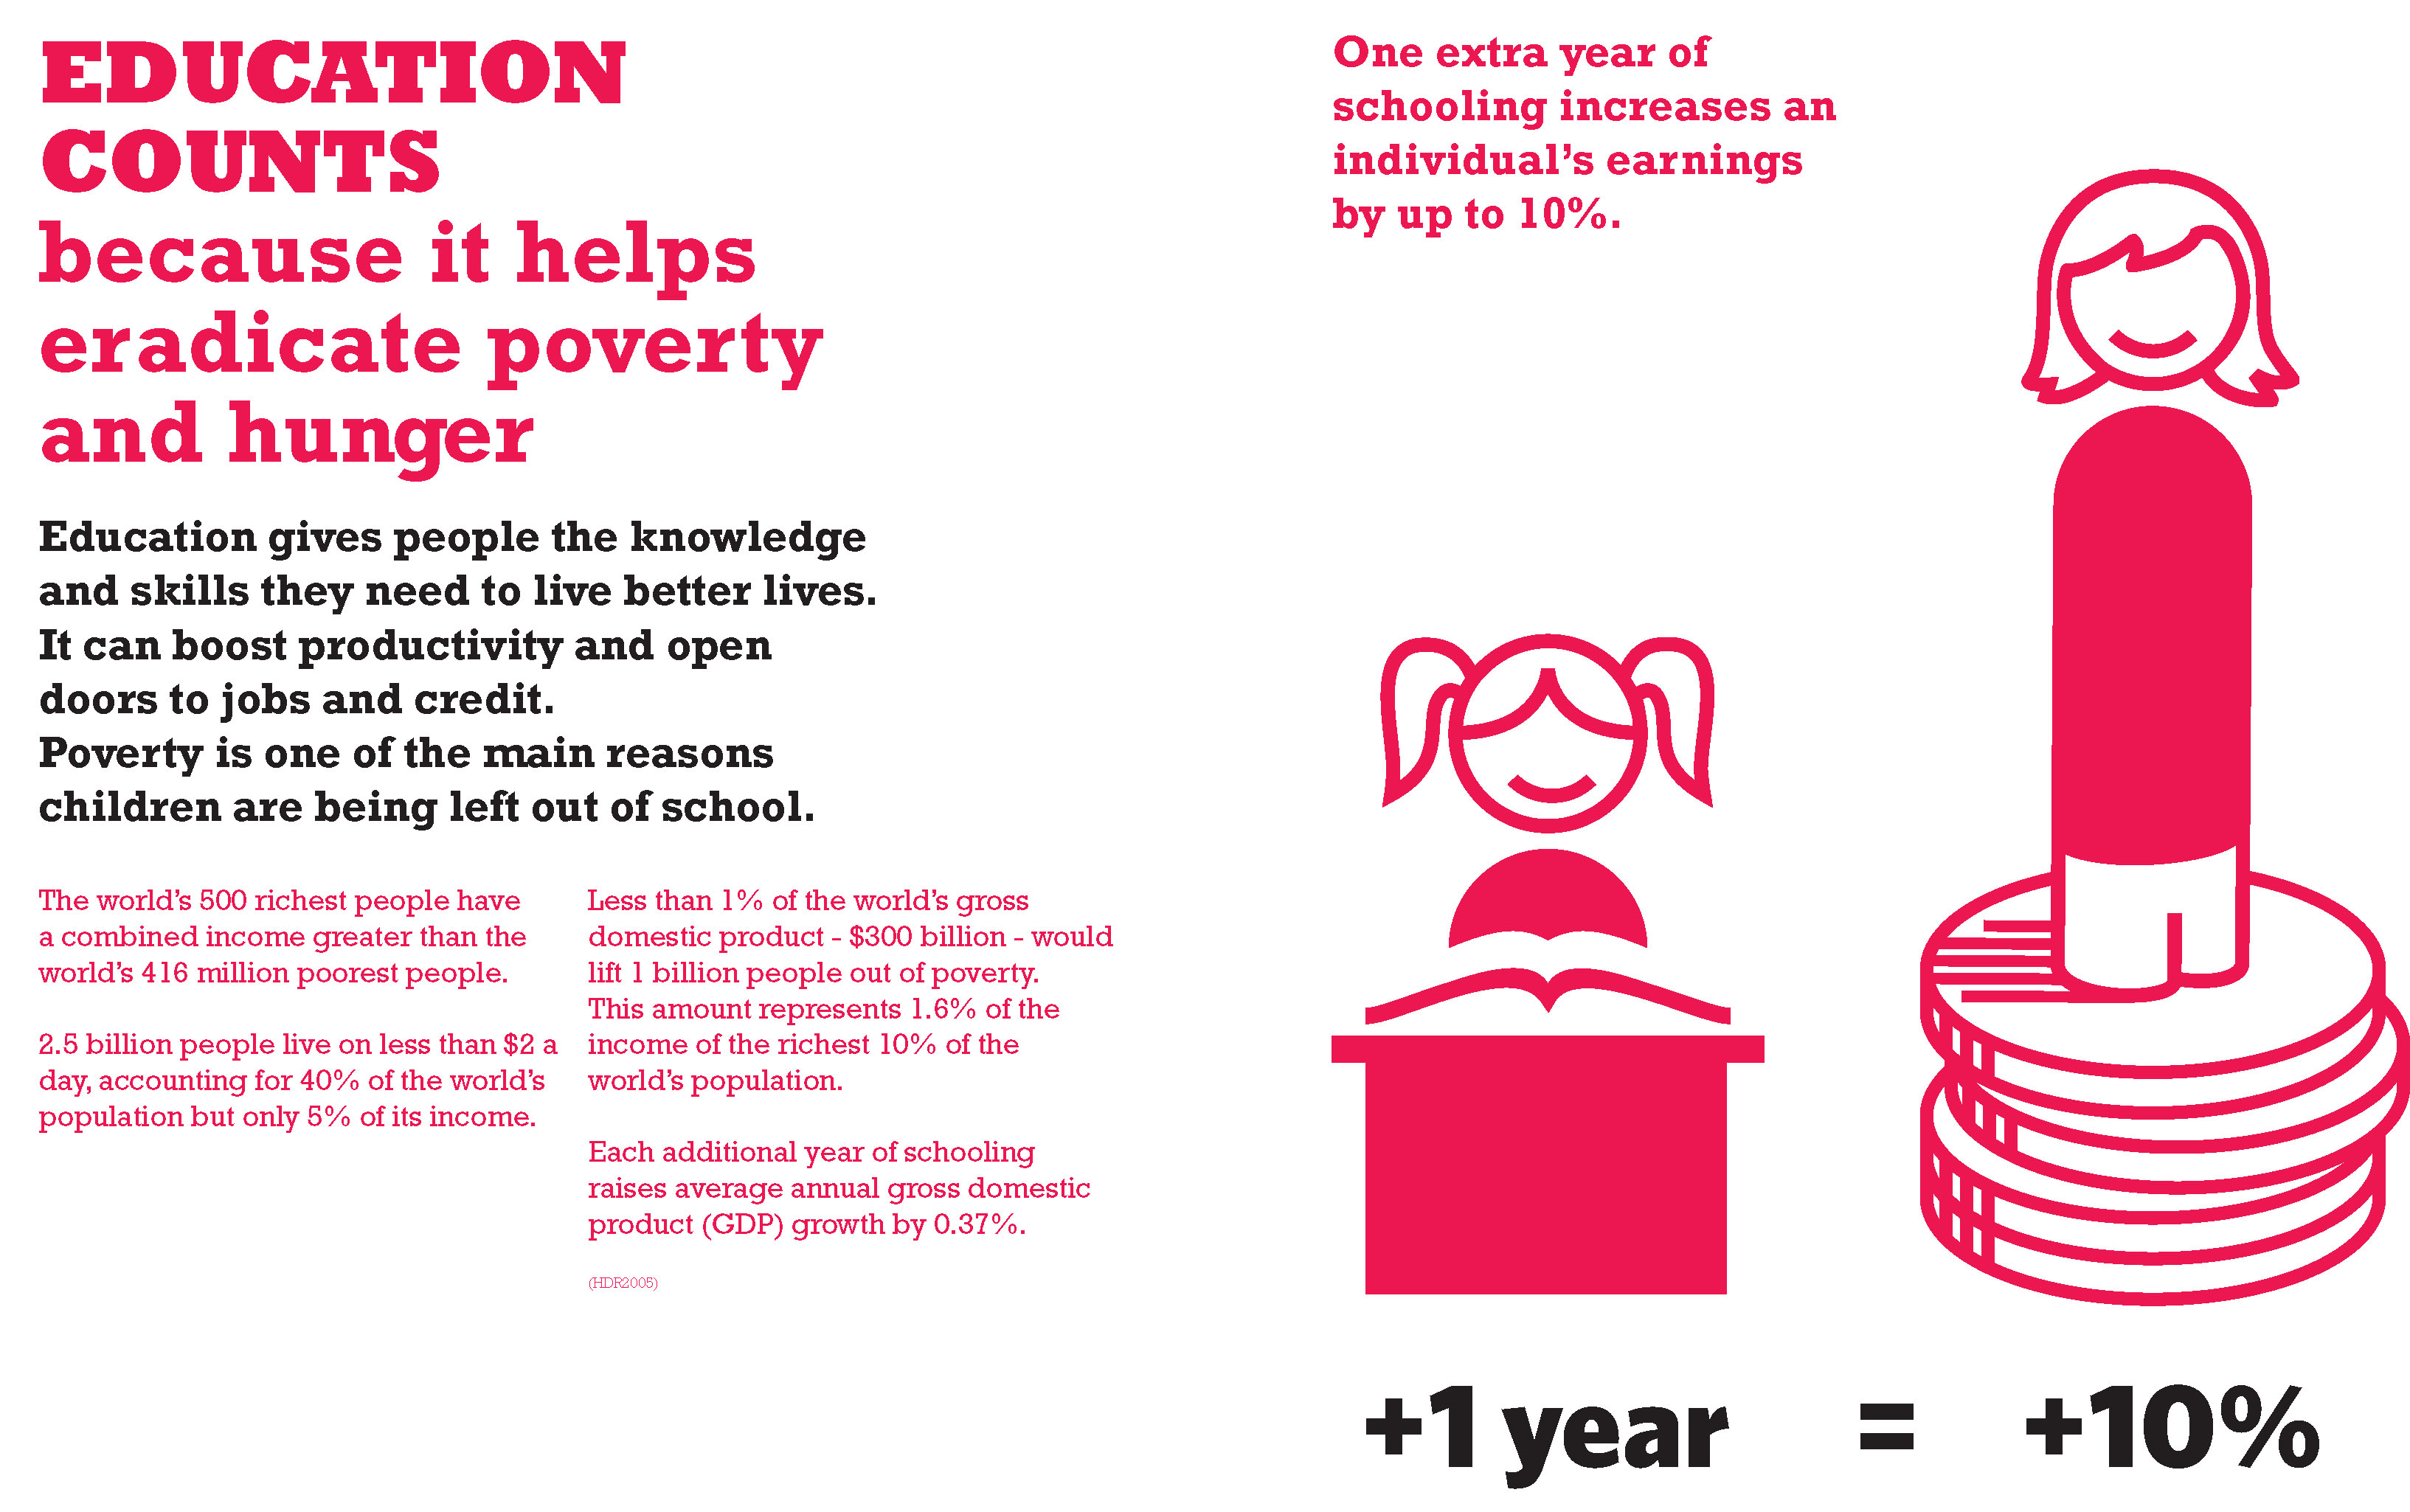 EDUCATION
COUNTS
because it helps
eradicate poverty
and hunger
Education gives people the knowledge
and skills they need to live better lives.
It can boost productivity and open
doors to jobs and credit.
Poverty is one of the main reasons
children are being left out of school.
The world’s 500 richest people have
a combined income greater than the
world’s 416 million poorest people.
2.5 billion people live on less than $2 a
day, accounting for 40% of the world’s
population but only 5% of its income.
Less than 1% of the world’s gross
domestic product - $300 billion - would
lift 1 billion people out of poverty.
This amount represents 1.6% of the
income of the richest 10% of the
world’s population.
Each additional year of schooling
raises average annual gross domestic
product (GDP) growth by 0.37%.
(HDR2005)
One extra year of
schooling increases an
individual’s earnings
by up to 10%.
+1 year = +10%